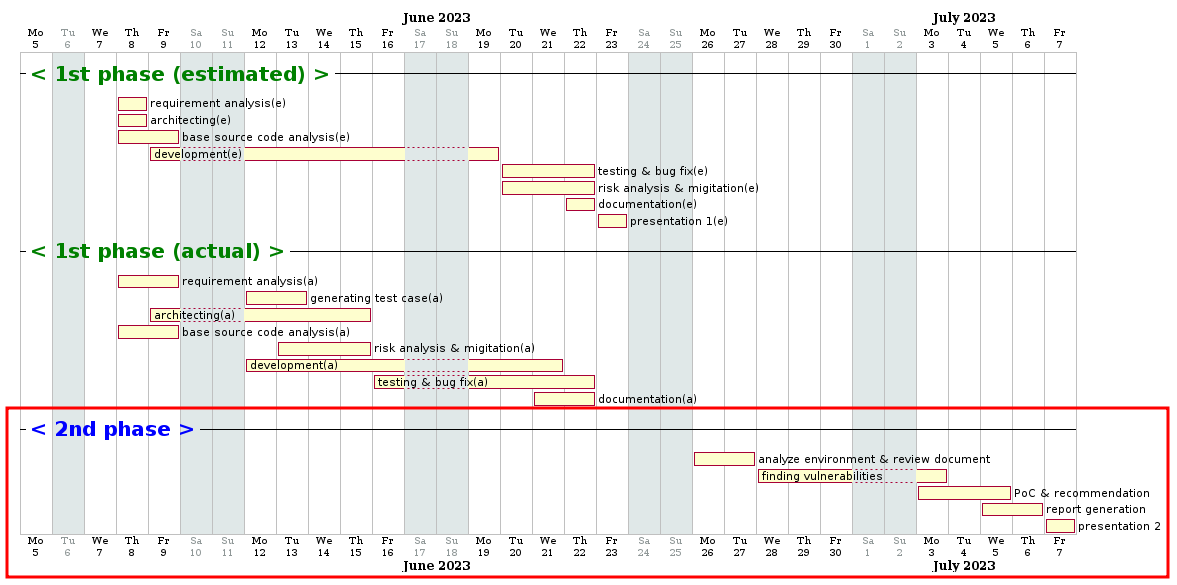 June 2023 July 2023
Mo Tu We Th Fr Sa Su Mo Tu We Th Fr Sa Su Mo Tu We Th Fr Sa Su Mo Tu We Th Fr Sa Su Mo Tu We Th Fr
5 6 7 8 9 10 11 12 13 14 15 16 17 18 19 20 21 22 23 24 25 26 27 28 29 30 1 2 3 4 5 6 7
< 1st phase (estimated) >
requirement analysis(e)
architecting(e)
base source code analysis(e)
development(e)
testing & bug fix(e)
risk analysis & migitation(e)
documentation(e)
presentation 1(e)
< 1st phase (actual) >
requirement analysis(a)
generating test case(a)
architecting(a)
base source code analysis(a)
risk analysis & migitation(a)
development(a)
testing & bug fix(a)
documentation(a)
< 2nd phase >
analyze environment & review document
finding vulnerabilities
PoC & recommendation
report generation
presentation 2
Mo Tu We Th Fr Sa Su Mo Tu We Th Fr Sa Su Mo Tu We Th Fr Sa Su Mo Tu We Th Fr Sa Su Mo Tu We Th Fr
5 6 7 8 9 10 11 12 13 14 15 16 17 18 19 20 21 22 23 24 25 26 27 28 29 30 1 2 3 4 5 6 7
June 2023 July 2023